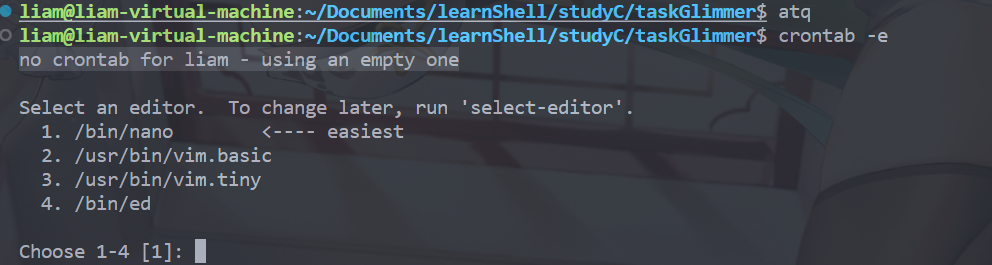 liam@liam-virtual-machine:~/Documents/learnShell/studyC/taskGlimmer$ atq
liam@liam-virtual-machine:~/Documents/learnShell/studyC/taskGlimmer$ crontab -e
no crontab for liam - using an empty one
Select an editor.  To change later, run 'select-editor'.
  1. /bin/nano        <---- easiest
  2. /usr/bin/vim.basic
  3. /usr/bin/vim.tiny
  4. /bin/ed
Choose 1-4 [1]: